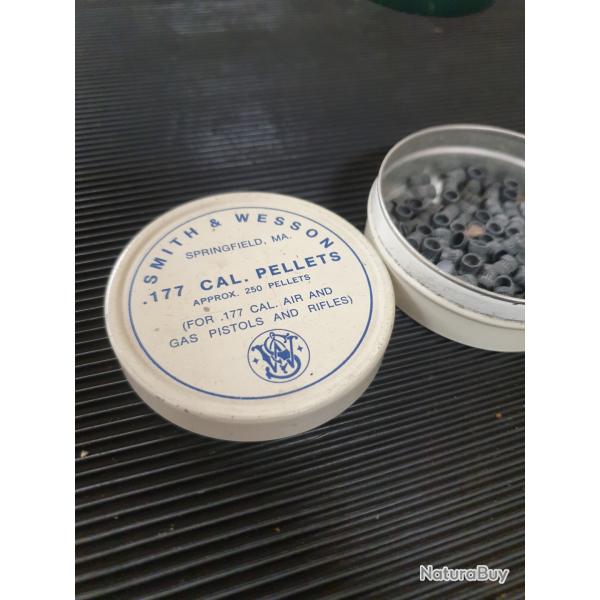 SMITH & WESSON
SPRINGFIELD, MA.
.177 CAL. PELLETS
APPROX. 250 PELLETS
(FOR .177 CAL. AIR AND
GAS PISTOLS AND RIFLES)
S&W
NaturaBuy